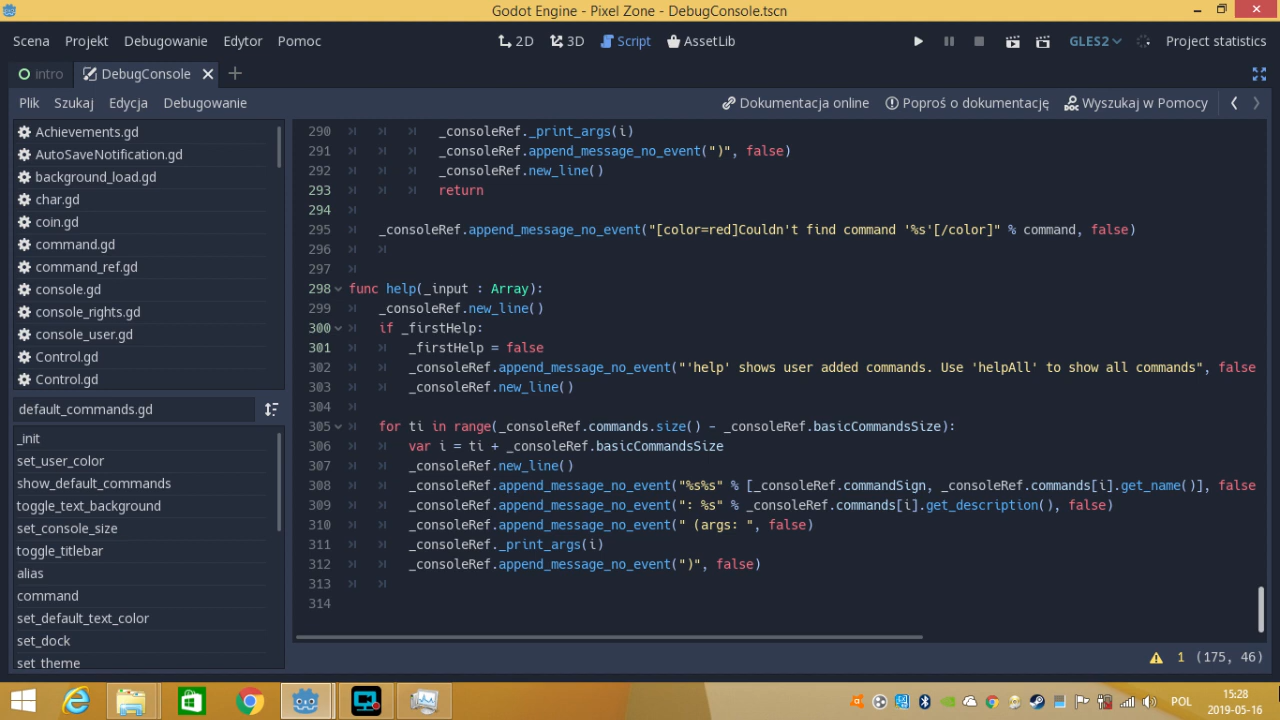 Godot Engine - Pixel Zone - DebugConsole.tscn
Scena Projekt Debugowanie Edytor Pomoc 2D 3D Script AssetLib GLES2 Project statistics
intro DebugConsole
Plik Szukaj Edycja Debugowanie Dokumentacja online Poproś o dokumentację Wyszukaj w Pomocy
Achievements.gd
AutoSaveNotification.gd
background_load.gd
char.gd
coin.gd
command.gd
command_ref.gd
console.gd
console_rights.gd
console_user.gd
Control.gd
Control.gd
default_commands.gd
_init
set_user_color
show_default_commands
toggle_text_background
set_console_size
toggle_titlebar
alias
command
set_default_text_color
set_dock
set_theme
290 _consoleRef._print_args(i)
291 _consoleRef.append_message_no_event(")", false)
292 _consoleRef.new_line()
293 return
294
295 _consoleRef.append_message_no_event("[color=red]Couldn't find command '%s'[/color]" % command, false)
296
297
298 func help(_input : Array):
299 _consoleRef.new_line()
300 if _firstHelp:
301 _firstHelp = false
302 _consoleRef.append_message_no_event("'help' shows user added commands. Use 'helpAll' to show all commands", false
303 _consoleRef.new_line()
304
305 for ti in range(_consoleRef.commands.size() - _consoleRef.basicCommandsSize):
306 var i = ti + _consoleRef.basicCommandsSize
307 _consoleRef.new_line()
308 _consoleRef.append_message_no_event("%s%s" % [_consoleRef.commandSign, _consoleRef.commands[i].get_name()], false
309 _consoleRef.append_message_no_event(": %s" % _consoleRef.commands[i].get_description(), false)
310 _consoleRef.append_message_no_event(" (args: ", false)
311 _consoleRef._print_args(i)
312 _consoleRef.append_message_no_event(")", false)
313
314
1 (175, 46)
POL
15:28
2019-05-16